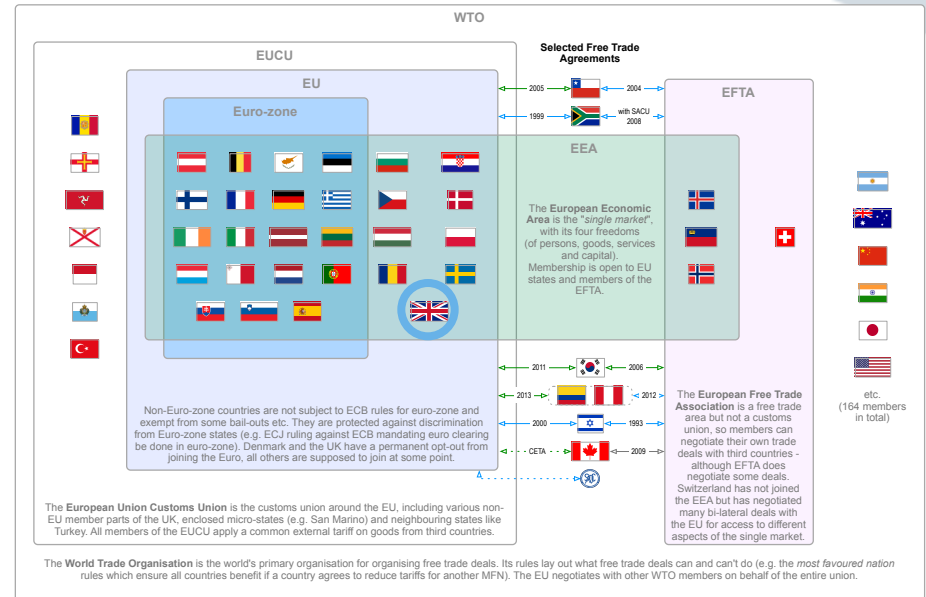 WTO
EUCU
Selected Free Trade
Agreements
EU
2005
2004
EFTA
Euro-zone
1999
with SACU
2008
EEA
The European Economic
Area is the "single market",
with its four freedoms
(of persons, goods, services
and capital).
Membership is open to EU
states and members of the
EFTA.
2011
2006
2013
2012
2000
1993
CETA
2009
etc.
(164 members
in total)
Non-Euro-zone countries are not subject to ECB rules for euro-zone and
exempt from some bail-outs etc. They are protected against discrimination
from Euro-zone states (e.g. ECJ ruling against ECB mandating euro clearing
be done in euro-zone). Denmark and the UK have a permanent opt-out from
joining the Euro, all others are supposed to join at some point.
The European Free Trade
Association is a free trade
area but not a customs
union, so members can
negotiate their own trade
deals with third countries -
although EFTA does
negotiate some deals.
Switzerland has not joined
the EEA but has negotiated
many bi-lateral deals with
the EU for access to different
aspects of the single market.
The European Union Customs Union is the customs union around the EU, including various non-
EU member parts of the UK, enclosed micro-states (e.g. San Marino) and neighbouring states like
Turkey. All members of the EUCU apply a common external tariff on goods from third countries.
The World Trade Organisation is the world's primary organisation for organising free trade deals. Its rules lay out what free trade deals can and can't do (e.g. the most favoured nation
rules which ensure all countries benefit if a country agrees to reduce tariffs for another MFN). The EU negotiates with other WTO members on behalf of the entire union.